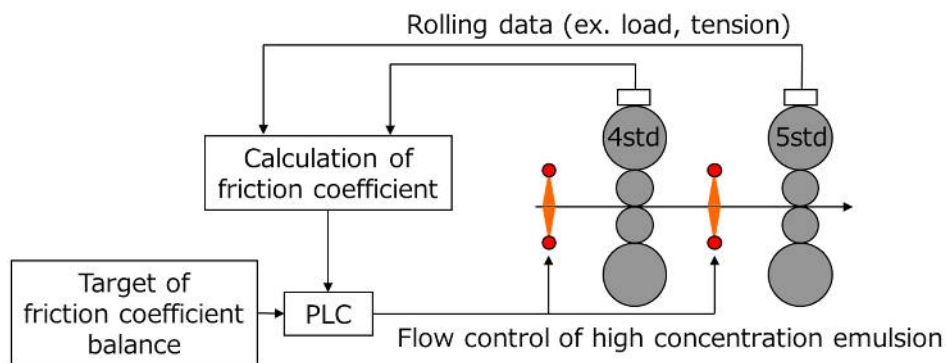 Rolling data (ex. load, tension)
4std
5std
Calculation of
friction coefficient
Target of
friction coefficient
balance
PLC
Flow control of high concentration emulsion